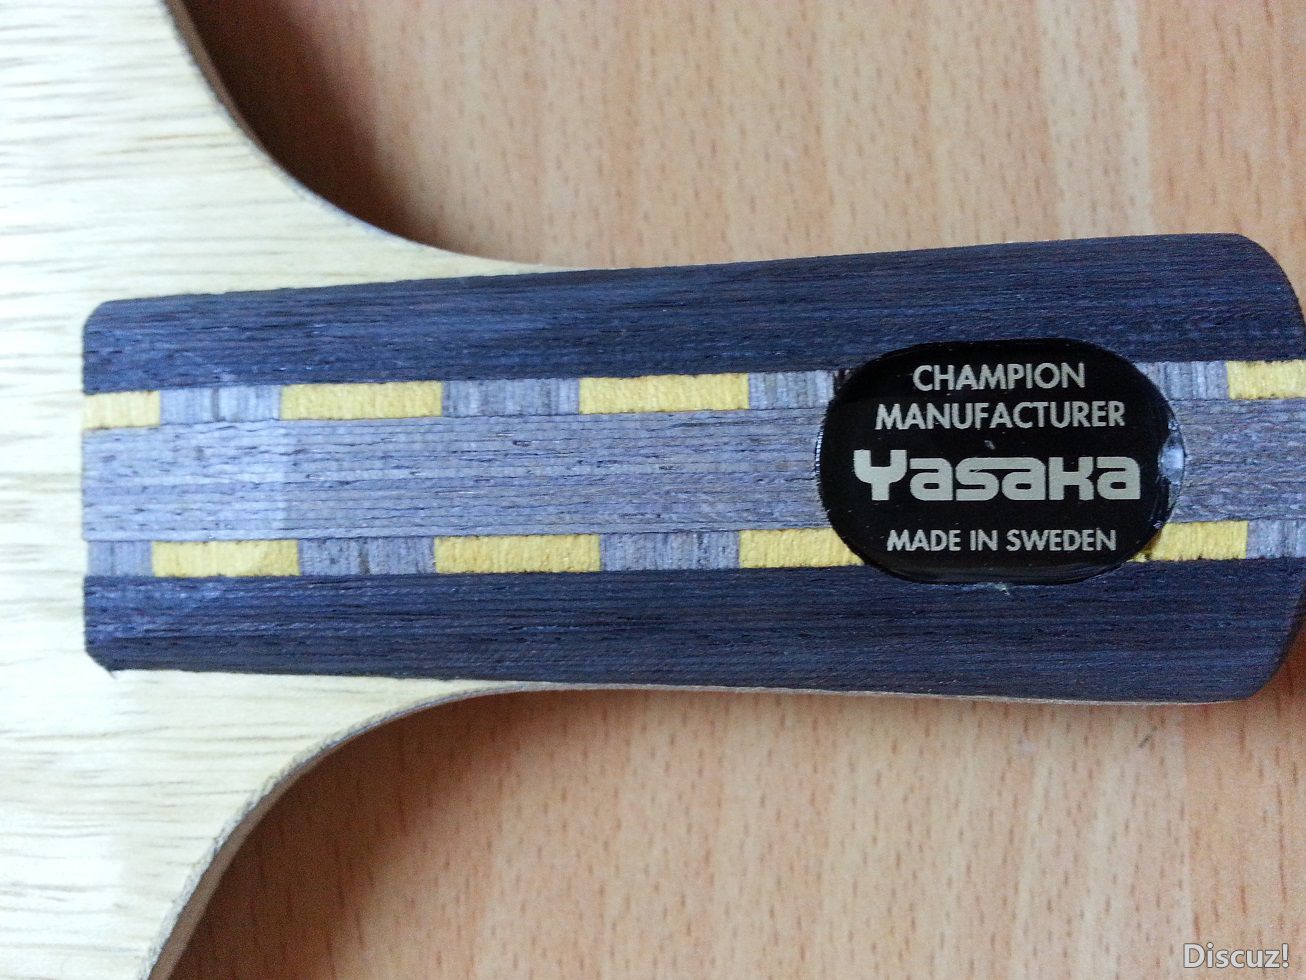 CHAMPION
MANUFACTURER
Yasaka
MADE IN SWEDEN
Discuz!